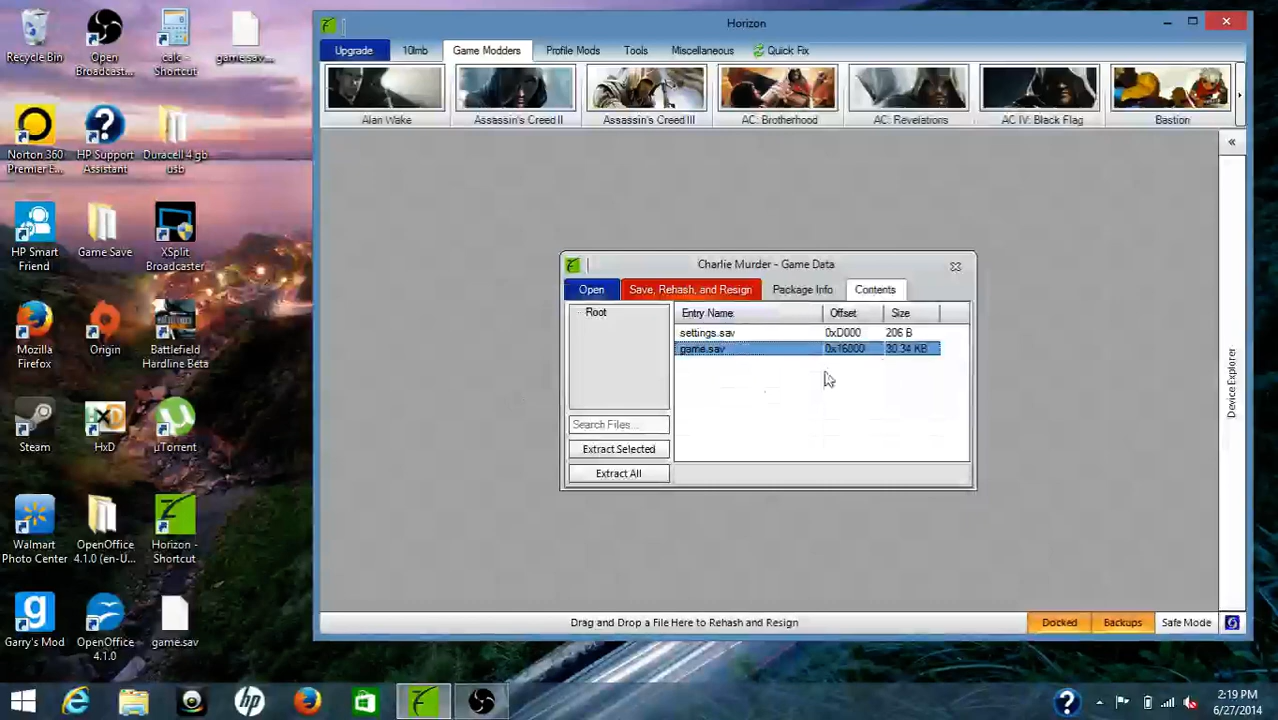 Recycle Bin
Open
Broadcast...
calc -
Shortcut
game.sav...
Norton 360
Premier E...
HP Support
Assistant
Duracell 4 gb
usb
HP Smart
Friend
Game Save
XSplit
Broadcaster
Mozilla
Firefox
Origin
Battlefield
Hardline Beta
Steam
HxD
µTorrent
Walmart
Photo Center
OpenOffice
4.1.0 (en-U...
Horizon -
Shortcut
Garry's Mod
OpenOffice
4.1.0
game.sav
Horizon
Upgrade 10mb Game Modders Profile Mods Tools Miscellaneous Quick Fix
Alan Wake Assassin's Creed II Assassin's Creed III AC: Brotherhood AC: Revelations AC IV: Black Flag Bastion
«
Device Explorer
Charlie Murder - Game Data
Open Save, Rehash, and Resign Package Info Contents
Root
Entry Name: Offset Size
settings.sav 0xD000 206 B
game.sav 0x16000 30.34 KB
Search Files...
Extract Selected
Extract All
Drag and Drop a File Here to Rehash and Resign
Docked Backups Safe Mode
2:19 PM
6/27/2014